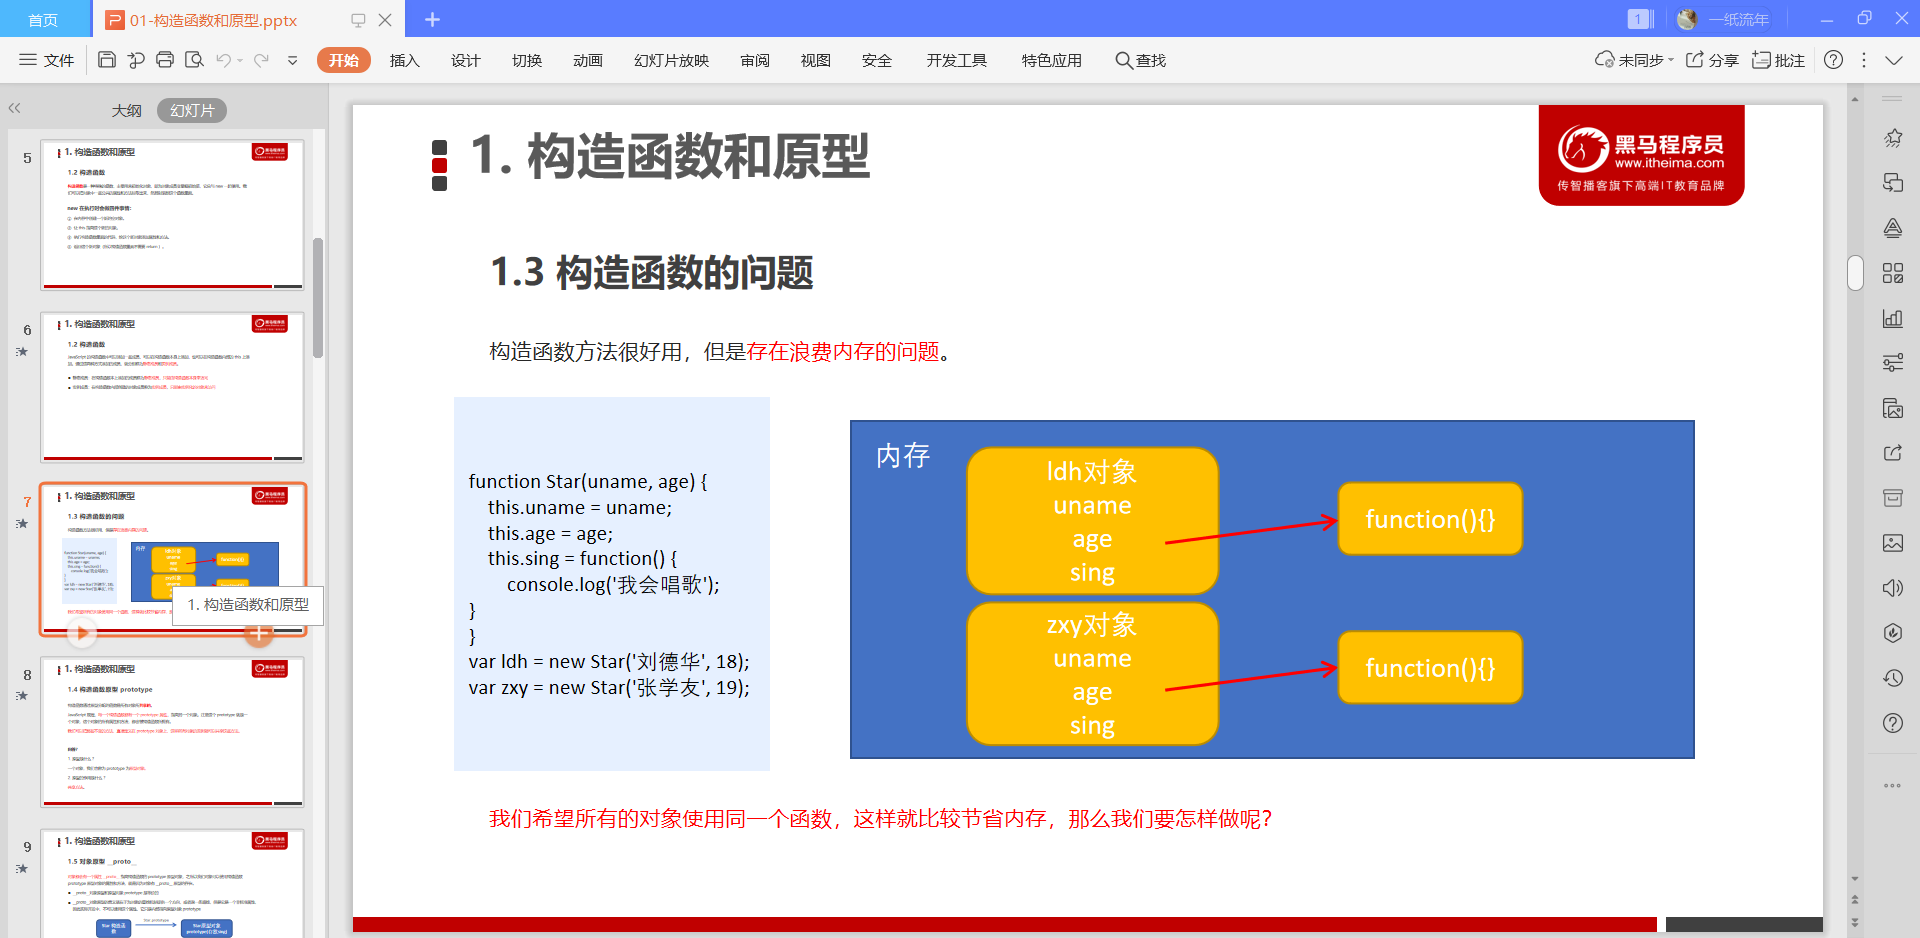 首页
01-构造函数和原型.pptx
1
一纸流年
文件
开始
插入
设计
切换
动画
幻灯片放映
审阅
视图
安全
开发工具
特色应用
查找
未同步
分享
批注
大纲
幻灯片
5
1. 构造函数和原型
1.2 构造函数
new 在执行时会做四件事情:
6
1. 构造函数和原型
1.2 构造函数
7
1. 构造函数和原型
1.3 构造函数的问题
1. 构造函数和原型
8
1. 构造函数和原型
1.4 构造函数原型 prototype
9
1. 构造函数和原型
1.5 对象原型 __proto__
1. 构造函数和原型
黑马程序员
www.itheima.com
传智播客旗下高端IT教育品牌
1.3 构造函数的问题
构造函数方法很好用，但是存在浪费内存的问题。
function Star(uname, age) {
this.uname = uname;
this.age = age;
this.sing = function() {
console.log('我会唱歌');
}
}
var ldh = new Star('刘德华', 18);
var zxy = new Star('张学友', 19);
内存
ldh对象
uname
age
sing
function(){}
zxy对象
uname
age
sing
function(){}
我们希望所有的对象使用同一个函数，这样就比较节省内存，那么我们要怎样做呢?